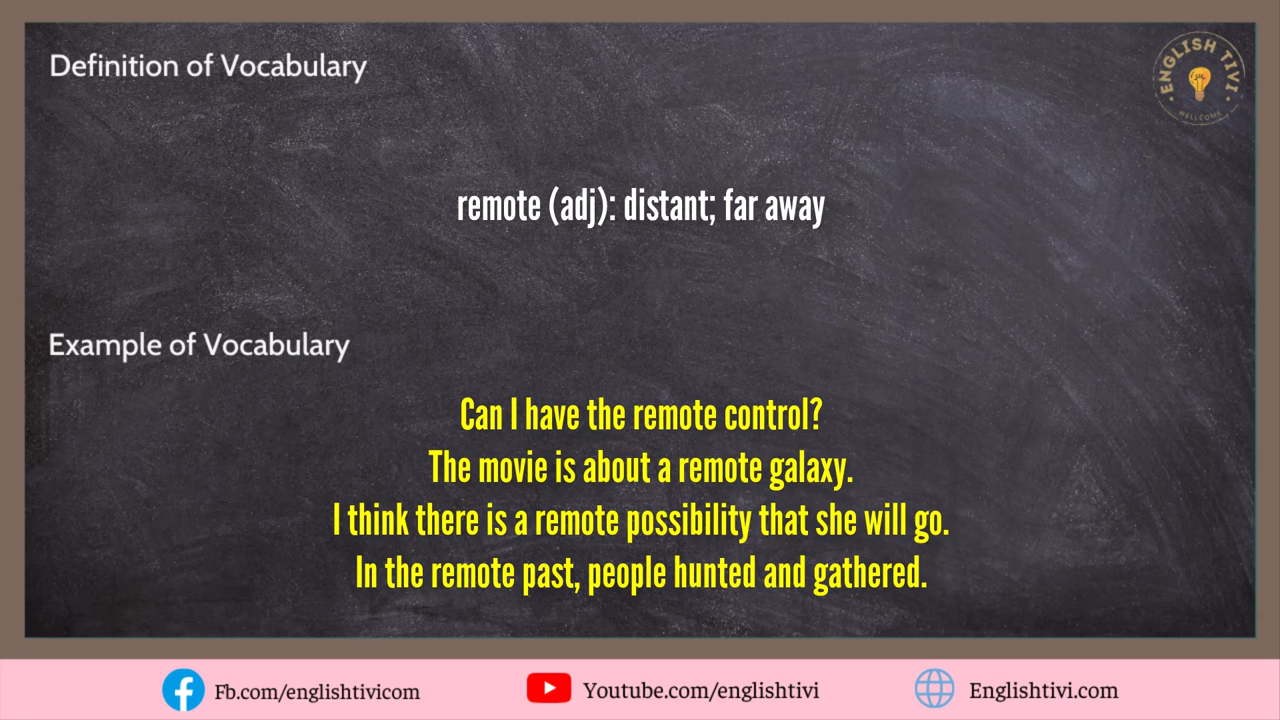 Definition of Vocabulary
ENGLISH TIVI
WELLCOME
remote (adj): distant; far away
Example of Vocabulary
Can I have the remote control?
The movie is about a remote galaxy.
I think there is a remote possibility that she will go.
In the remote past, people hunted and gathered.
Fb.com/englishtivicom
Youtube.com/englishtivi
Englishtivi.com